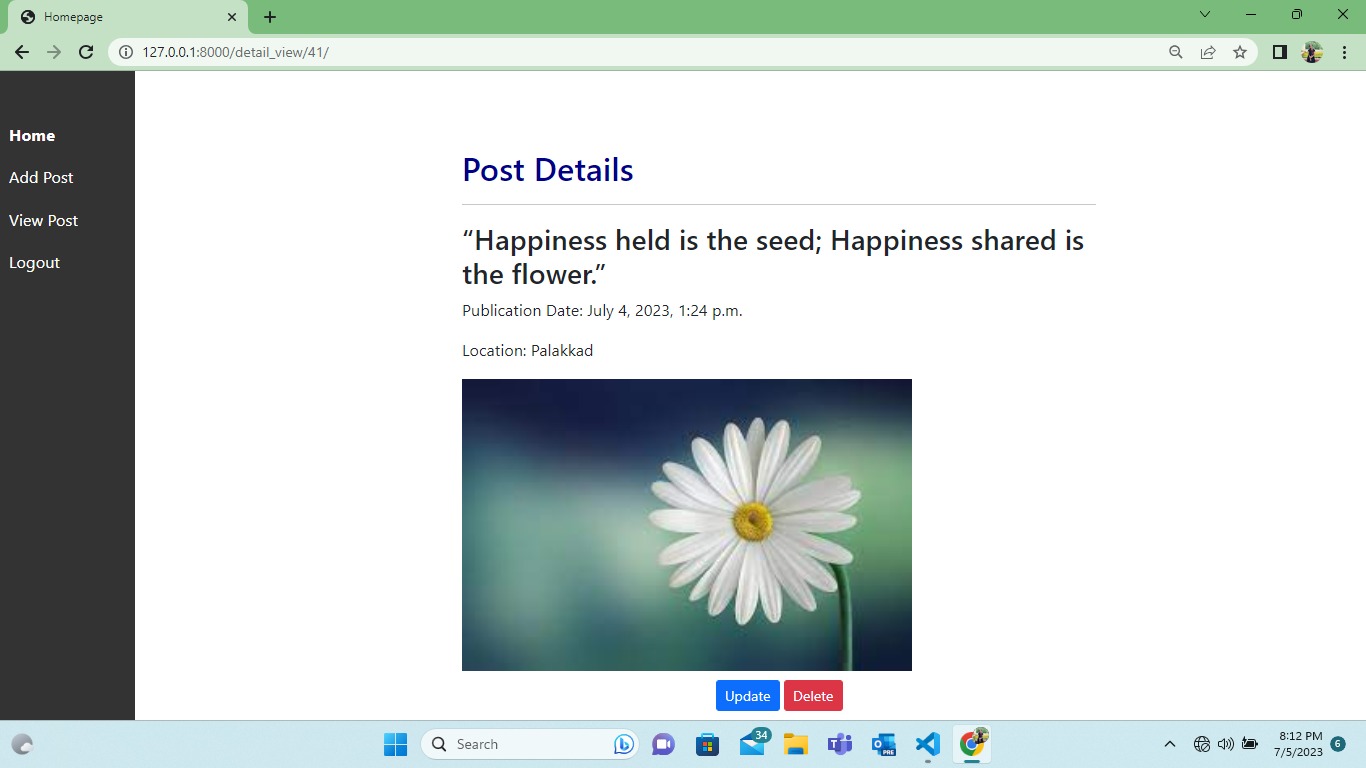 Homepage
127.0.0.1:8000/detail_view/41/
Home
Add Post
View Post
Logout
Post Details
“Happiness held is the seed; Happiness shared is
the flower.”
Publication Date: July 4, 2023, 1:24 p.m.
Location: Palakkad
Update Delete
Search
34
PRE
8:12 PM
7/5/2023
6